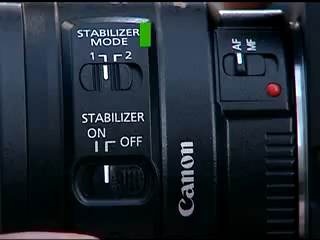 STABILIZER
MODE
1 2
STABILIZER
ON OFF
Canon
AF
MF